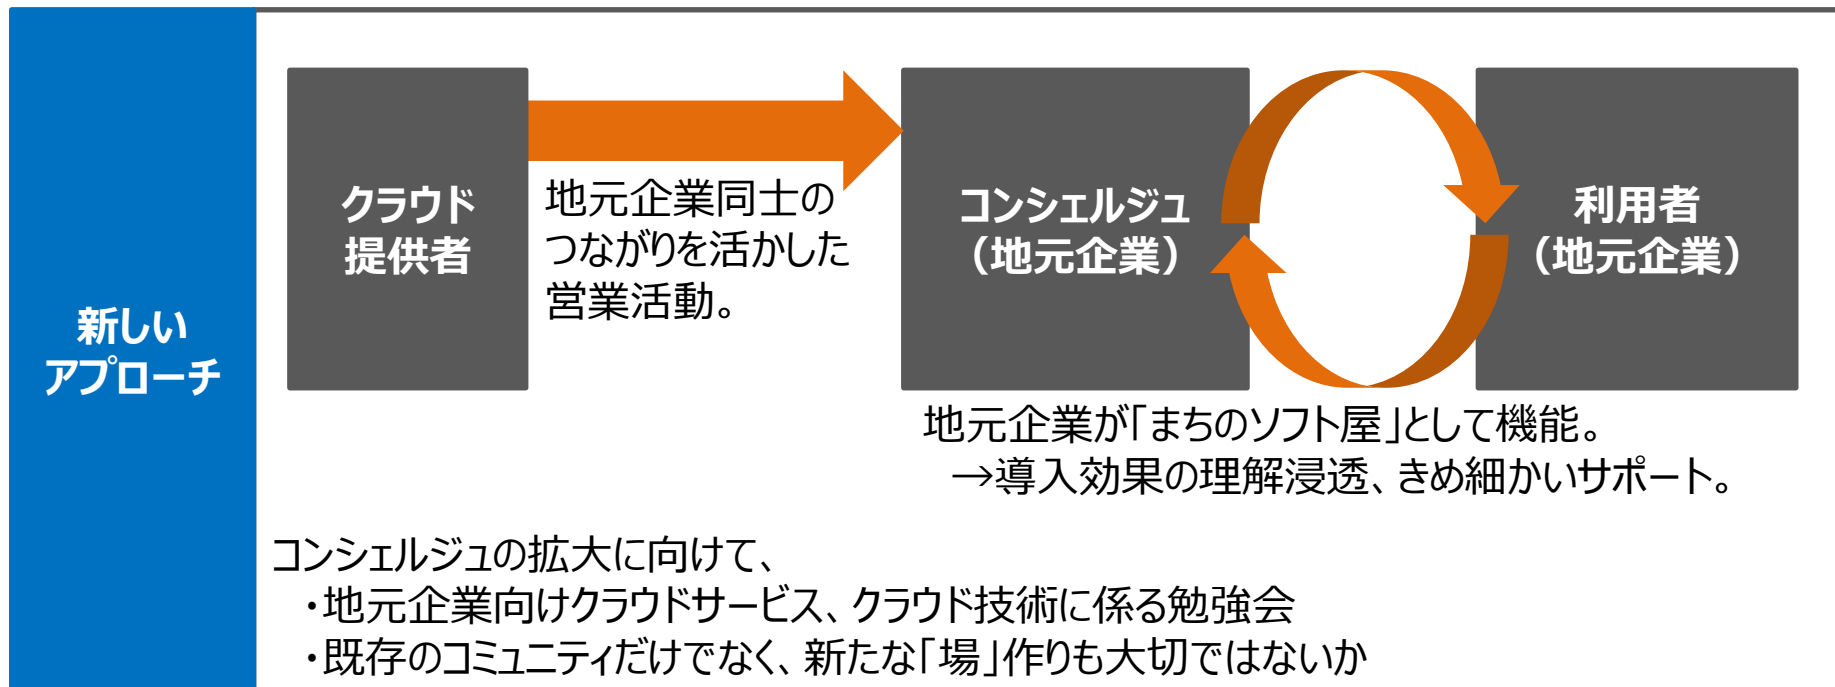 新しい
アプローチ
クラウド
提供者
地元企業同士の
つながりを活かした
営業活動。
コンシェルジュ
（地元企業）
利用者
（地元企業）
地元企業が「まちのソフト屋」として機能。
→導入効果の理解浸透、きめ細かいサポート。
コンシェルジュの拡大に向けて、
・地元企業向けクラウドサービス、クラウド技術に係る勉強会
・既存のコミュニティだけでなく、新たな「場」作りも大切ではないか